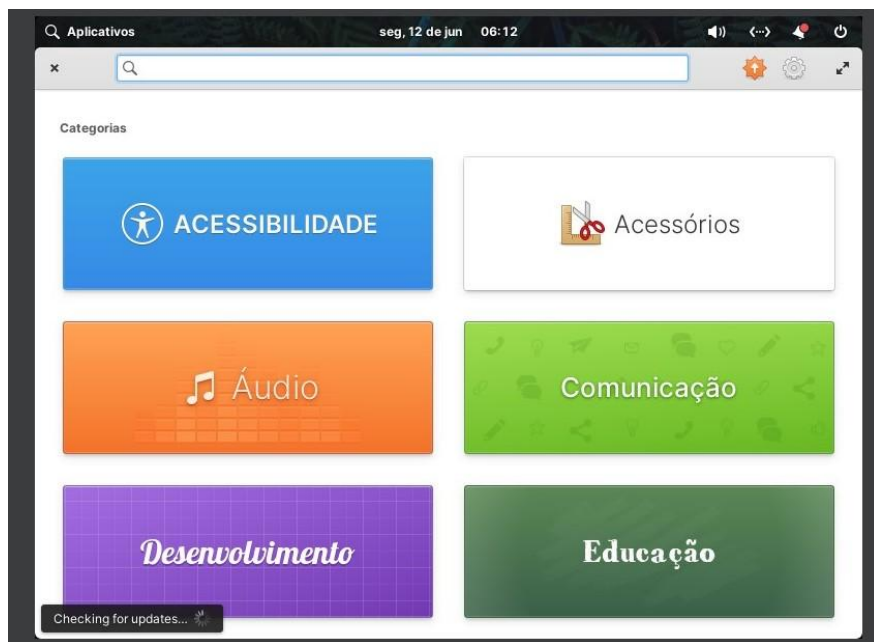 Aplicativos seg, 12 de jun 06:12
Categorias
ACESSIBILIDADE Acessórios
Áudio Comunicação
Desenvolvimento Educação
Checking for updates...